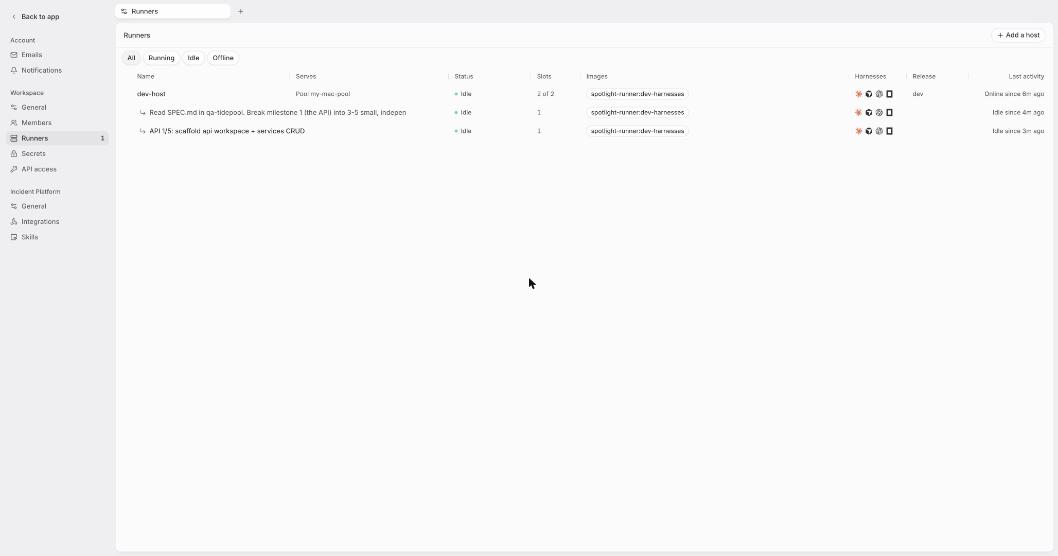 Back to app
Runners
Account
Runners
Add a host
Emails
All Running Idle Offline
Notifications
Name Serves Status Slots Images Harnesses Release Last activity
Workspace
dev-host Pool my-mac-pool Idle 2 of 2 spotlight-runner:dev-harnesses dev Online since 6m ago
General
Read SPEC.md in qa-tidepool. Break milestone 1 (the API) into 3-5 small, indepen Idle 1 spotlight-runner:dev-harnesses Idle since 4m ago
Members
API 1/5: scaffold api workspace + services CRUD Idle 1 spotlight-runner:dev-harnesses Idle since 3m ago
Runners 1
Secrets
API access
Incident Platform
General
Integrations
Skills